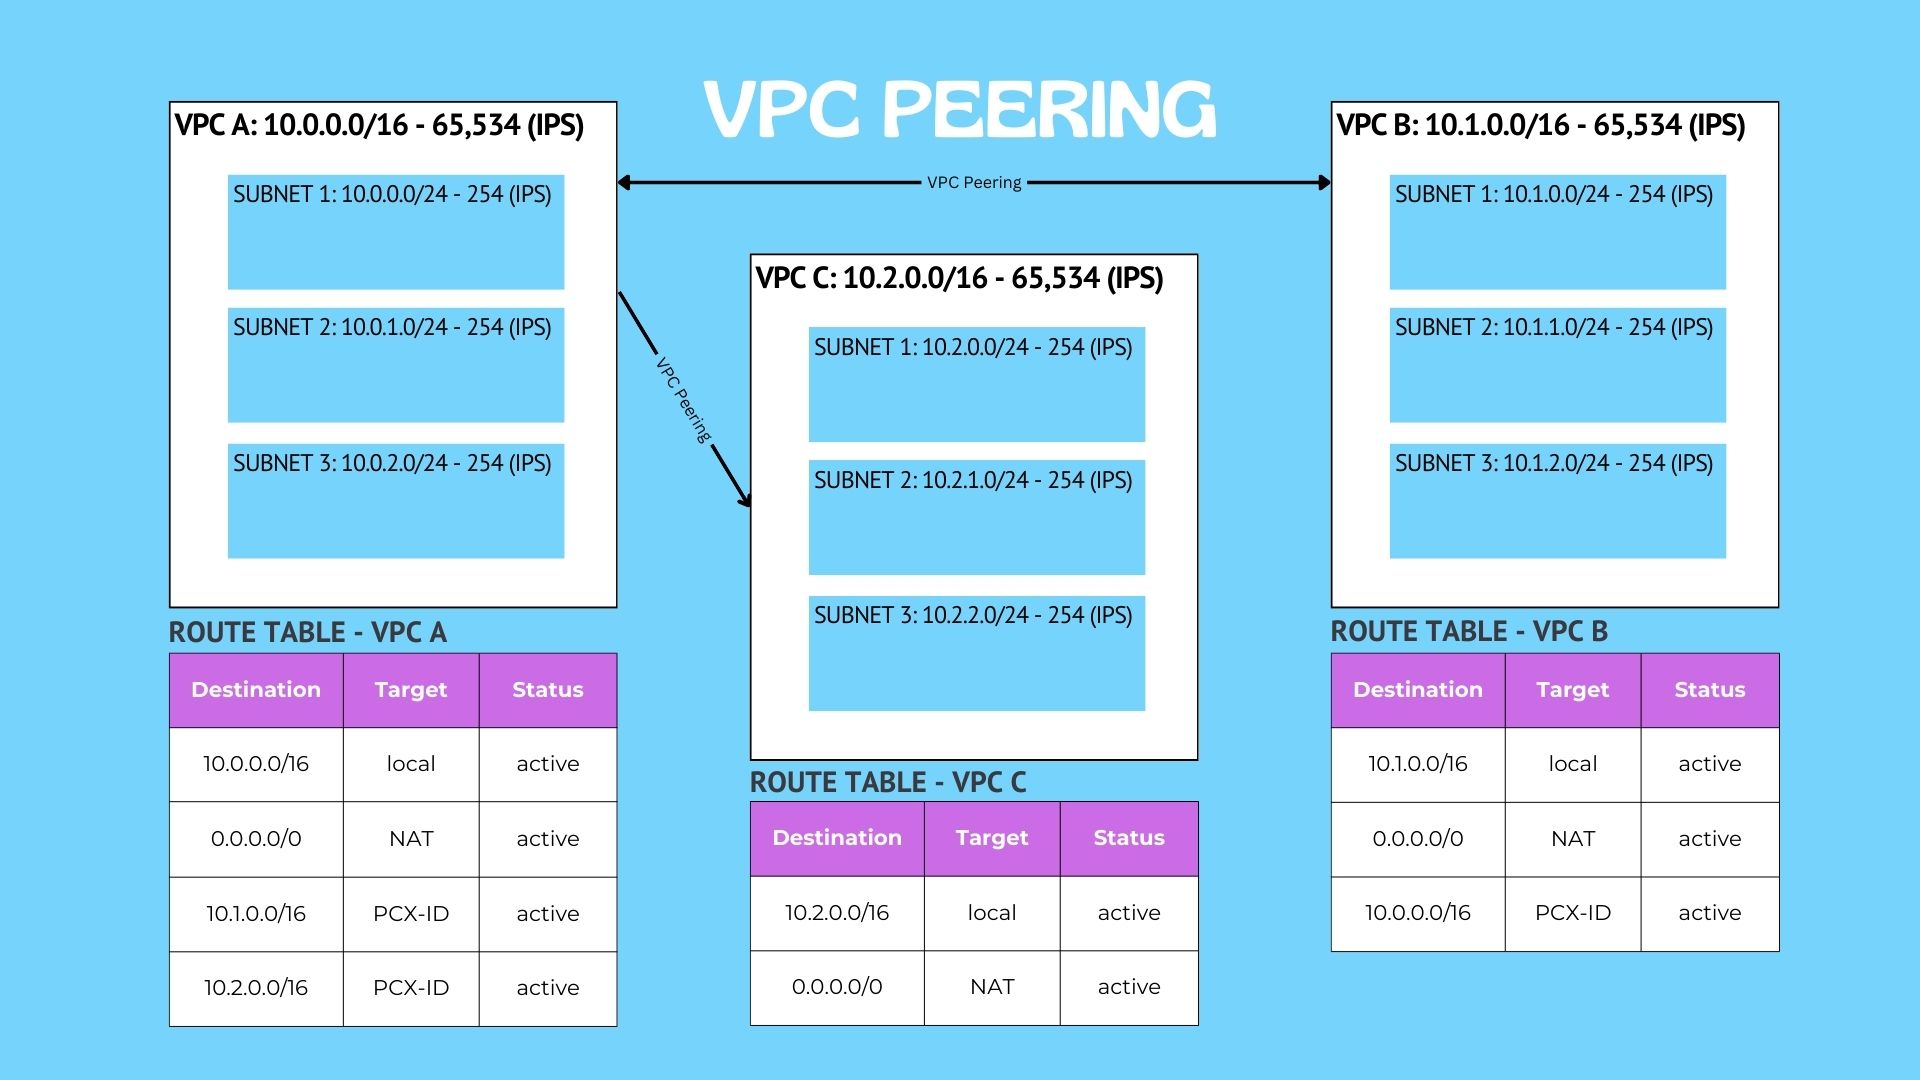 VPC PEERING
VPC A: 10.0.0.0/16 - 65,534 (IPS)
SUBNET 1: 10.0.0.0/24 - 254 (IPS)
SUBNET 2: 10.0.1.0/24 - 254 (IPS)
SUBNET 3: 10.0.2.0/24 - 254 (IPS)
VPC Peering
VPC Peering
VPC C: 10.2.0.0/16 - 65,534 (IPS)
SUBNET 1: 10.2.0.0/24 - 254 (IPS)
SUBNET 2: 10.2.1.0/24 - 254 (IPS)
SUBNET 3: 10.2.2.0/24 - 254 (IPS)
VPC B: 10.1.0.0/16 - 65,534 (IPS)
SUBNET 1: 10.1.0.0/24 - 254 (IPS)
SUBNET 2: 10.1.1.0/24 - 254 (IPS)
SUBNET 3: 10.1.2.0/24 - 254 (IPS)
ROUTE TABLE - VPC A
Destination Target Status
10.0.0.0/16 local active
0.0.0.0/0 NAT active
10.1.0.0/16 PCX-ID active
10.2.0.0/16 PCX-ID active
ROUTE TABLE - VPC C
Destination Target Status
10.2.0.0/16 local active
0.0.0.0/0 NAT active
ROUTE TABLE - VPC B
Destination Target Status
10.1.0.0/16 local active
0.0.0.0/0 NAT active
10.0.0.0/16 PCX-ID active